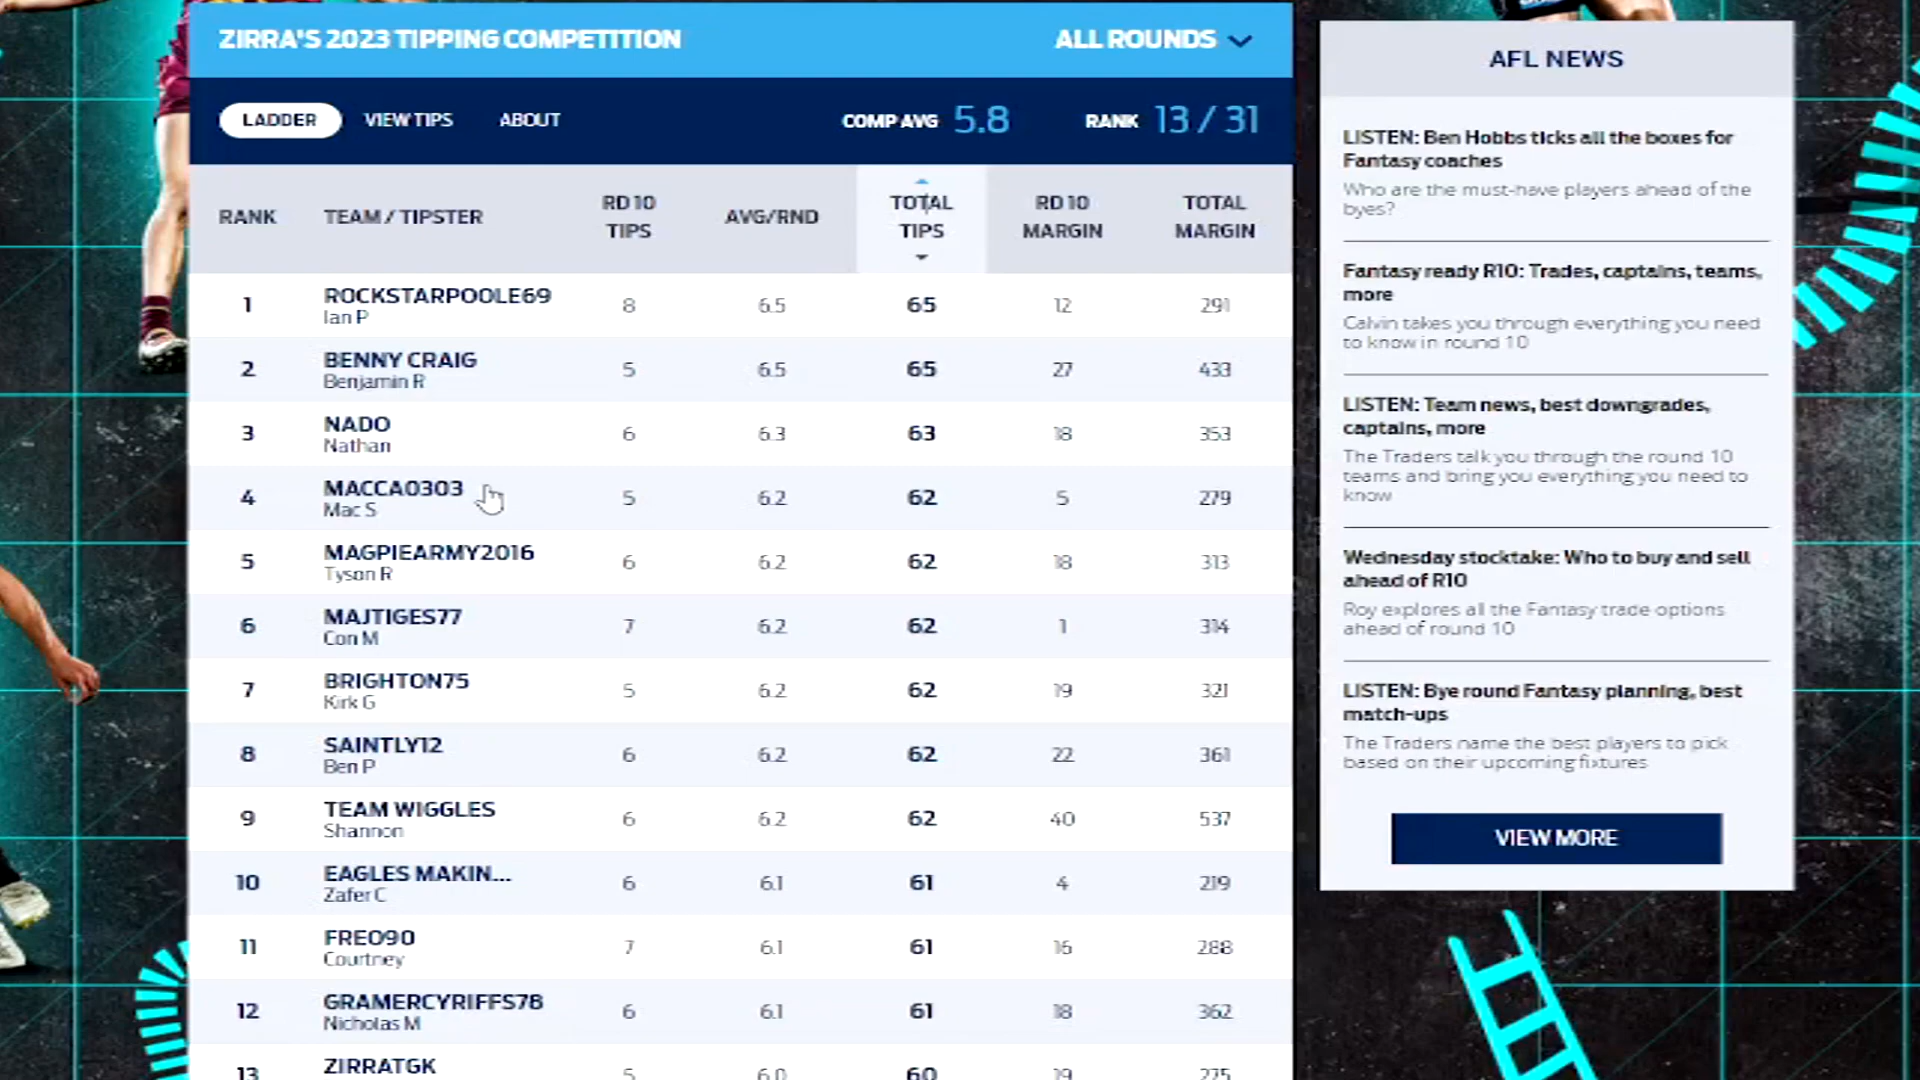 ZIRRA'S 2023 TIPPING COMPETITION ALL ROUNDS
LADDER VIEW TIPS ABOUT COMP AVG 5.8 RANK 13 / 31
RANK TEAM / TIPSTER RD 10 TIPS AVG/RND TOTAL TIPS RD 10 MARGIN TOTAL MARGIN
1 ROCKSTARPOOLE69 8 6.5 65 12 291
Ian P
2 BENNY CRAIG 5 6.5 65 27 433
Benjamin R
3 NADO 6 6.3 63 18 353
Nathan
4 MACCA0303 5 6.2 62 5 279
Mac S
5 MAGPIEARMY2016 6 6.2 62 18 313
Tyson R
6 MAJTIGES77 7 6.2 62 1 314
Con M
7 BRIGHTON75 5 6.2 62 19 321
Kirk G
8 SAINTLY12 6 6.2 62 22 361
Ben P
9 TEAM WIGGLES 6 6.2 62 40 537
Shannon
10 EAGLES MAKIN... 6 6.1 61 4 219
Zafer C
11 FREO90 7 6.1 61 16 288
Courtney
12 GRAMERCYRIFFS78 6 6.1 61 18 362
Nicholas M
13 ZIRRATGK 5 6.0 60 19 275
AFL NEWS
LISTEN: Ben Hobbs ticks all the boxes for
Fantasy coaches
Who are the must-have players ahead of the
byes?
Fantasy ready R10: Trades, captains, teams,
more
Calvin takes you through everything you need
to know in round 10
LISTEN: Team news, best downgrades,
captains, more
The Traders talk you through the round 10
teams and bring you everything you need to
know
Wednesday stocktake: Who to buy and sell
ahead of R10
Roy explores all the Fantasy trade options
ahead of round 10
LISTEN: Bye round Fantasy planning, best
match-ups
The Traders name the best players to pick
based on their upcoming fixtures
VIEW MORE